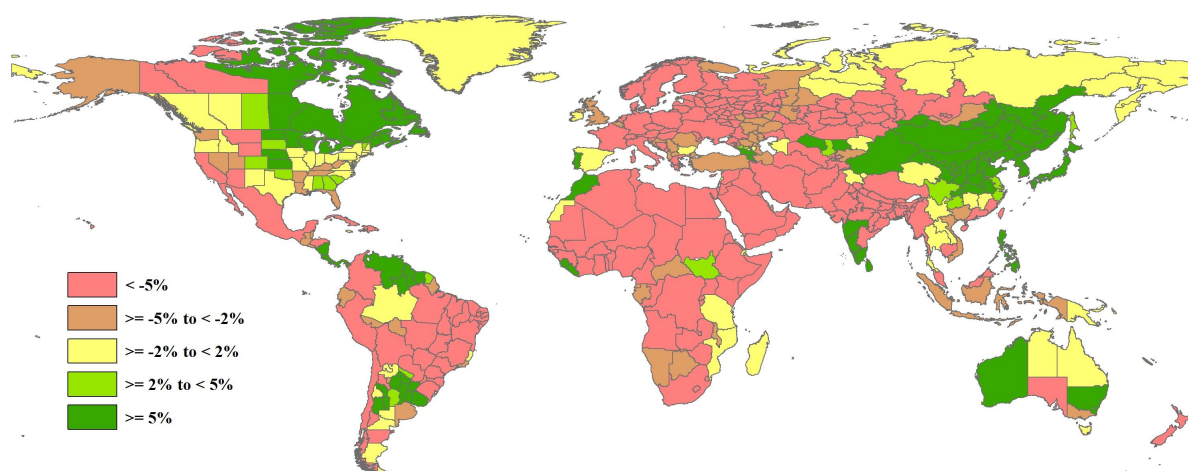 < -5%
>= -5% to < -2%
>= -2% to < 2%
>= 2% to < 5%
>= 5%